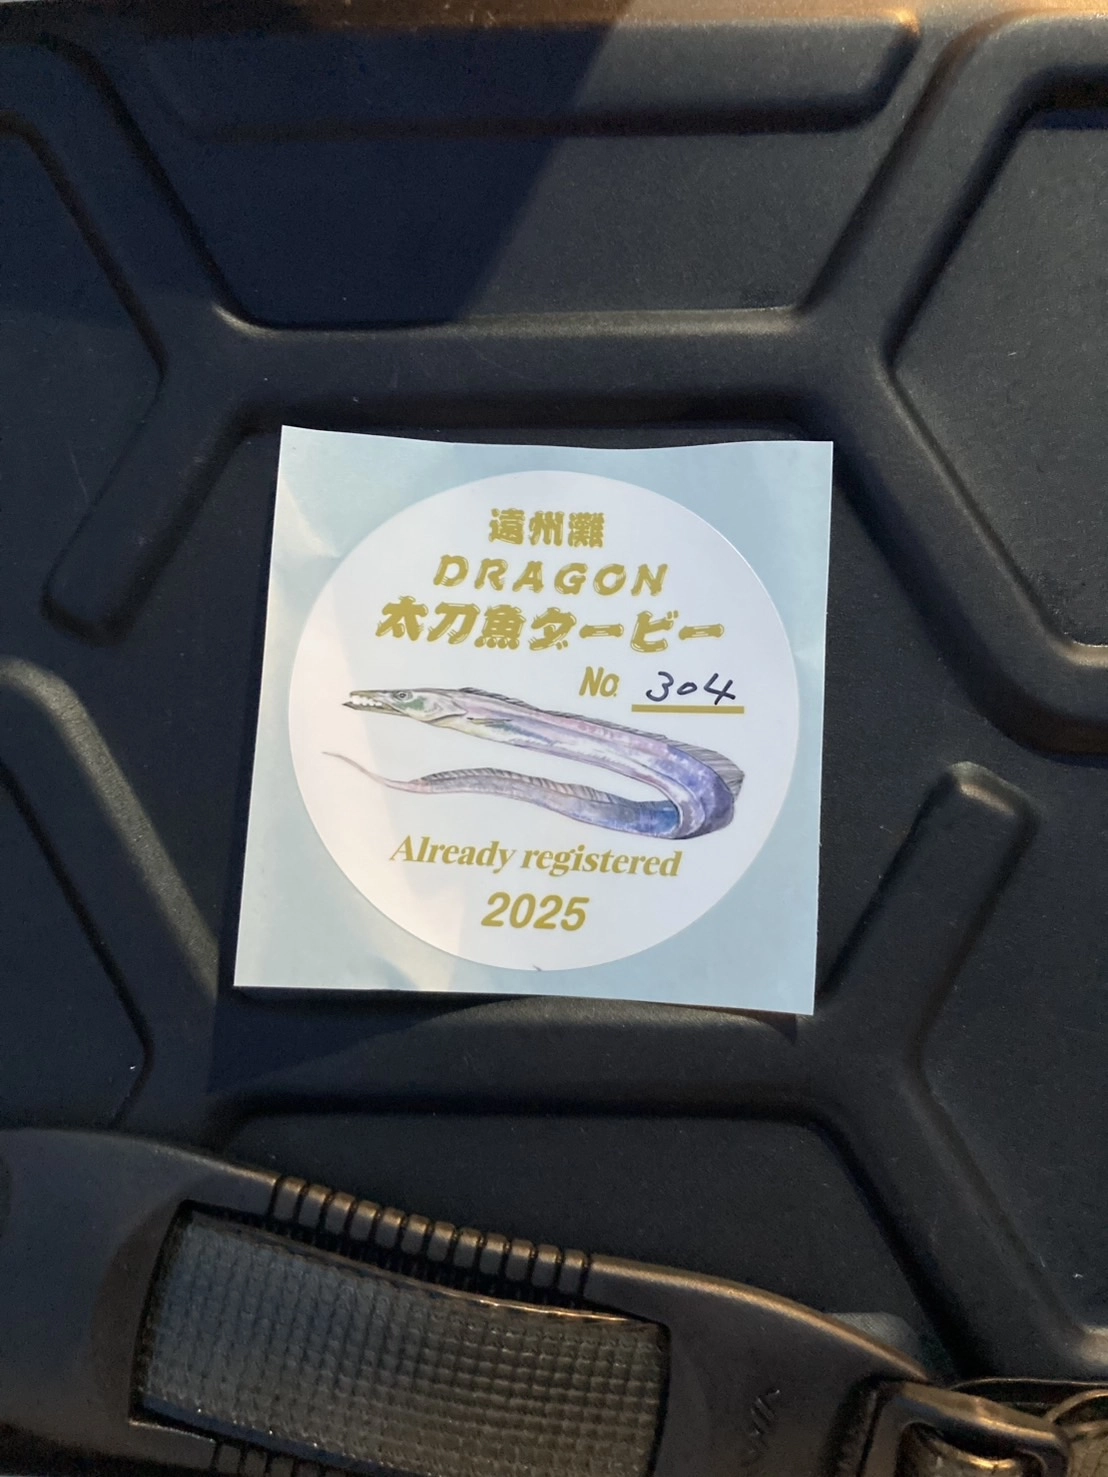 遠州灘
DRAGON
太刀魚ダービー
No. 304
Already registered
2025